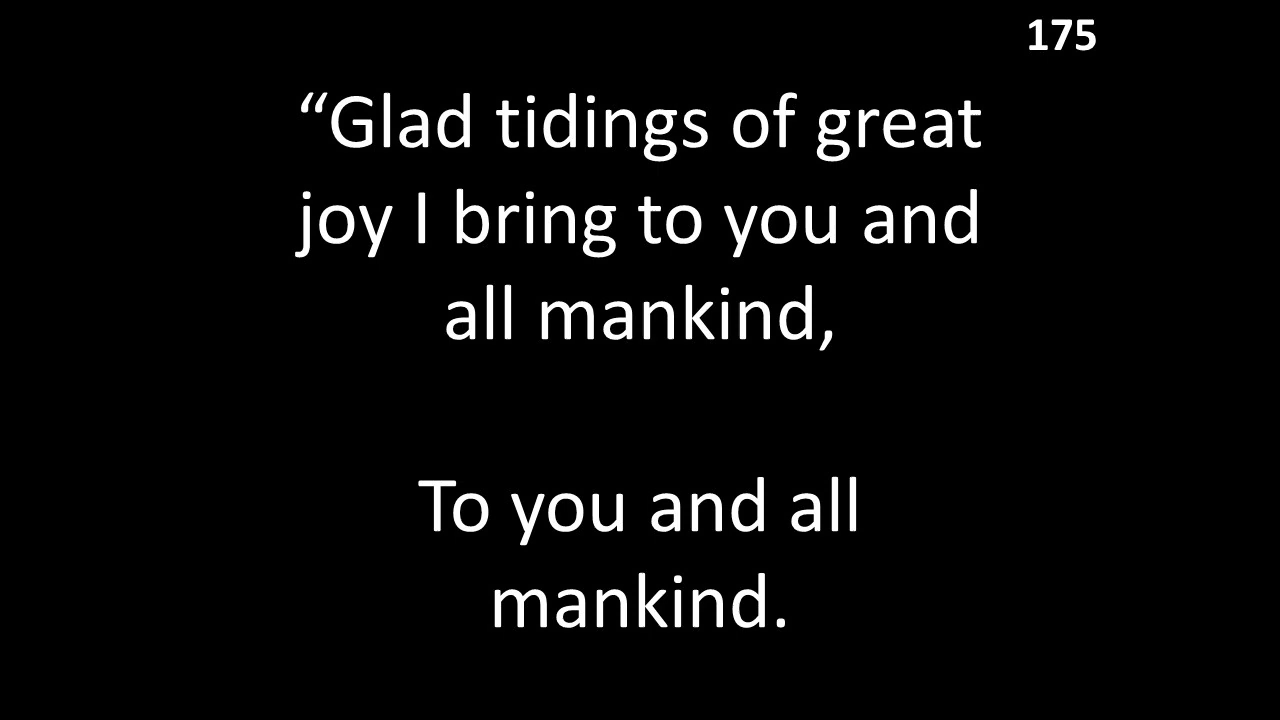 175
“Glad tidings of great
joy I bring to you and
all mankind,
To you and all
mankind.